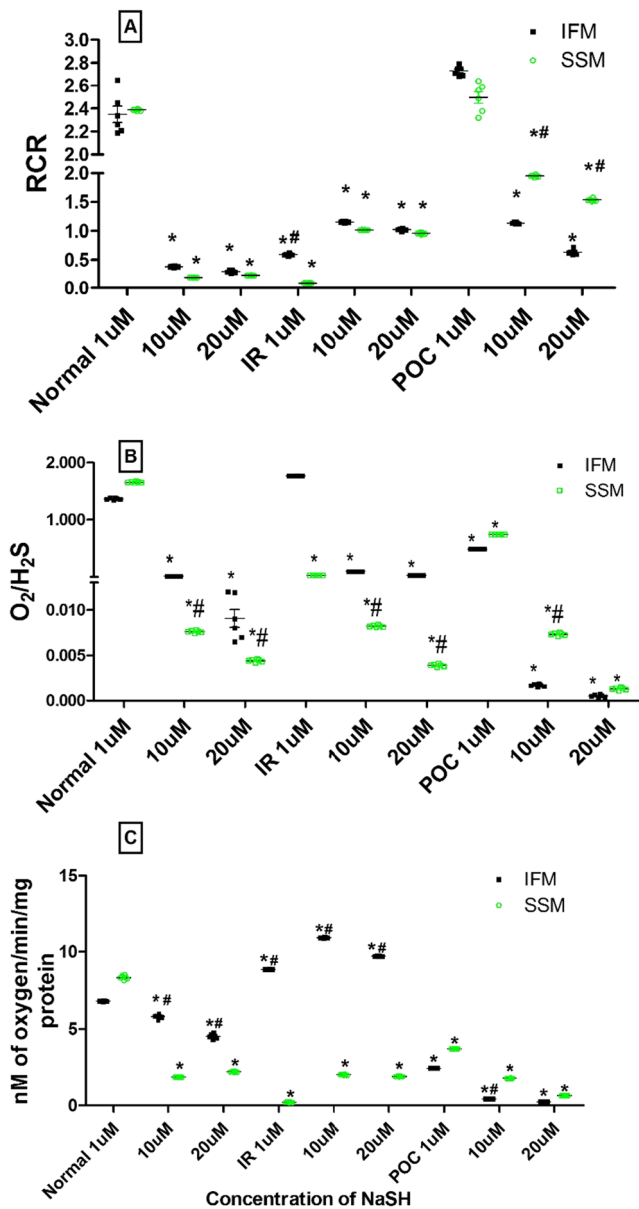 A
IFM
SSM
3.0
2.8
2.6
2.4
2.2
2.0
1.5
1.0
0.5
0.0
RCR
* * * * *# * * * * * *# * *# *
Normal 1uM
10uM
20uM
IR 1uM
10uM
20uM
POC 1uM
10uM
20uM
B
IFM
SSM
2.000
1.000
0.010
0.005
0.000
O₂/H₂S
* *# * *# * * *# * *# * * * *# * *
Normal 1uM
10uM
20uM
IR 1uM
10uM
20uM
POC 1uM
10uM
20uM
C
IFM
SSM
15
10
5
0
nM of oxygen/min/mg
protein
*# * *# * *# * *# * *# * * * *# * * *
Normal 1uM
10uM
20uM
IR 1uM
10uM
20uM
POC 1uM
10uM
20uM
Concentration of NaSH